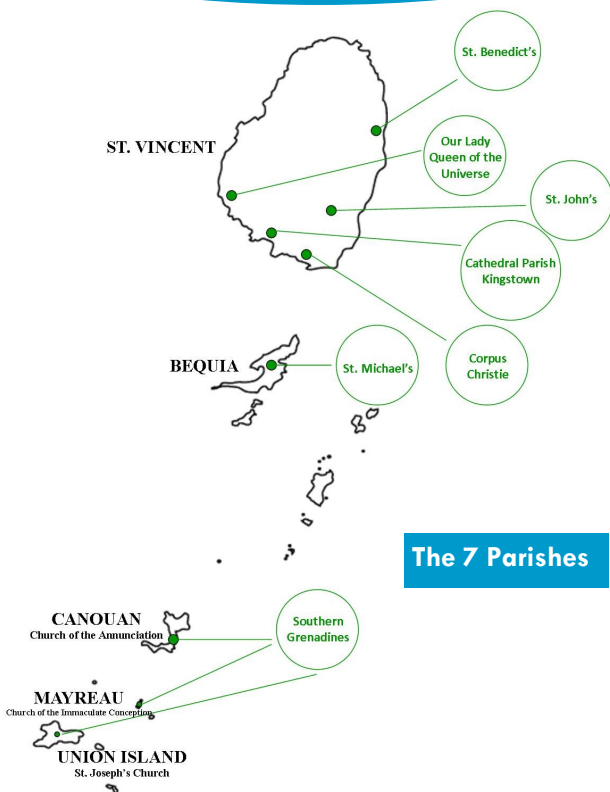 St. Benedict's
ST. VINCENT
Our Lady
Queen of the
Universe
St. John's
Cathedral Parish
Kingstown
BEQUIA
St. Michael's
Corpus
Christie
The 7 Parishes
CANOUAN
Church of the Annunciation
Southern
Grenadines
MAYREAU
Church of the Immaculate Conception
UNION ISLAND
St. Joseph's Church